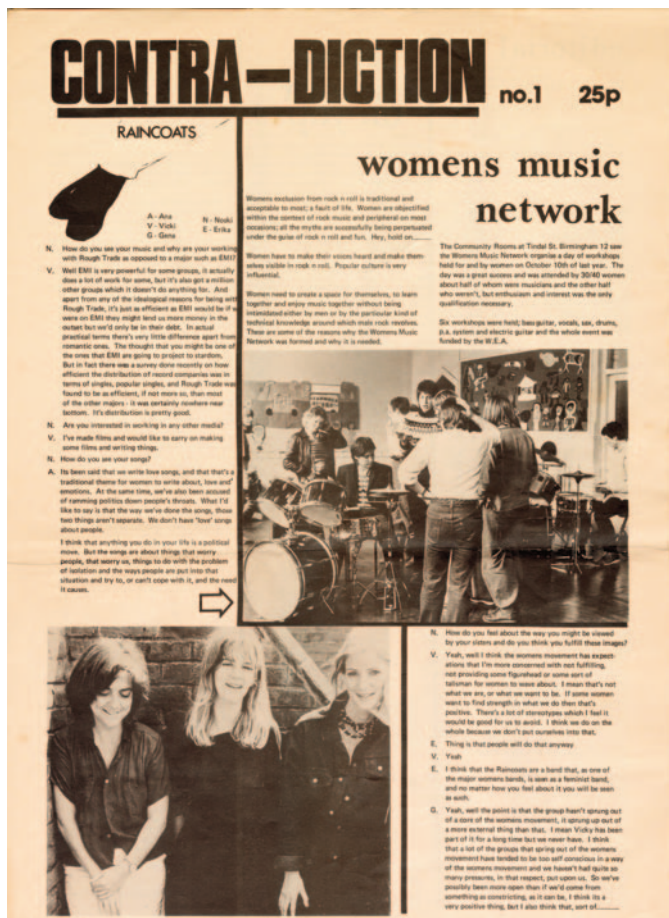 CONTRA–DICTION no.1 25p
RAINCOATS
A - Ana
V - Vicki
G - Gena
N - Noski
E - Erika
N. How do you see your music and why are your working
with Rough Trade as opposed to a major such as EMI?
V. Well EMI is very powerful for some groups, it actually
does a lot of work for some, but it's also got a million
other groups which it doesn't do anything for. And
apart from any of the idealogical reasons for being with
Rough Trade, it's just as efficient as EMI would be if we
were on EMI they might lend us more money in the
outset but we'd only be in their debt. In actual
practical terms there's very little difference apart from
romantic ones. The thought that you might be one of
the ones that EMI are going to project to stardom.
But in fact there was a survey done recently on how
efficient the distribution of record companies was in
terms of singles, popular singles, and Rough Trade was
found to be as efficient, if not more so, than most
of the other majors - it was certainly nowhere near
bottom. It's distribution is pretty good.
N. Are you interested in working in any other media?
V. I've made films and would like to carry on making
some films and writing things.
N. How do you see your songs?
A. Its been said that we write love songs, and that that's a
traditional theme for women to write about, love and
emotions. At the same time, we've also been accused
of ramming politics down people's throats. What I'd
like to say is that the way we've done the songs, those
two things aren't separate. We don't have 'love' songs
about people.
I think that anything you do in your life is a political
move. But the songs are about things that worry
people, that worry us, things to do with the problem
of isolation and the ways people are put into that
situation and try to, or can't cope with it, and the need
it causes.
womens music
network
Womens exclusion from rock n roll is traditional and
acceptable to most; a fault of life. Women are objectified
within the context of rock music and peripheral on most
occasions; all the myths are successfully being perpetuated
under the guise of rock n roll and fun. Hey, hold on......
Women have to make their voices heard and make them-
selves visible in rock n roll. Popular culture is very
influential.
Women need to create a space for themselves, to learn
together and enjoy music together without being
intimidated either by men or by the particular kind of
technical knowledge around which male rock revolves.
These are some of the reasons why the Womens Music
Network was formed and why it is needed.
The Community Rooms at Tindal St. Birmingham 12 saw
the Womens Music Network organise a day of workshops
held for and by women on October 10th of last year. The
day was a great success and was attended by 30/40 women
about half of whom were musicians and the other half
who weren't, but enthusiasm and interest was the only
qualification necessary.
Six workshops were held; bass guitar, vocals, sax, drums,
p.a. system and electric guitar and the whole event was
funded by the W.E.A.
N. How do you feel about the way you might be viewed
by your sisters and do you think you fulfill these images?
V. Yeah, well I think the womens movement has expect-
ations that I'm more concerned with not fulfilling,
not providing some figurehead or some sort of
talisman for women to wave about. I mean that's not
what we are, or what we want to be. If some women
want to find strength in what we do then that's
positive. There's a lot of stereotypes which I feel it
would be good for us to avoid. I think we do on the
whole because we don't put ourselves into that.
E. Thing is that people will do that anyway
V. Yeah
E. I think that the Raincoats are a band that, as one of
the major womens bands, is seen as a feminist band,
and no matter how you feel about it you will be seen
as such.
G. Yeah, well the point is that the group hasn't sprung out
of a core of the womens movement, it sprung up out of
a more external thing than that. I mean Vicky has been
part of it for a long time but we never have. I think
that a lot of the groups that spring out of the womens
movement have tended to be too self conscious in a way
of the womens movement and we haven't had quite so
many pressures, in that respect, put upon us. So we've
possibly been more open than if we'd come from
something as constricting, as it can be, I think its a
very positive thing, but I also think that, sort of......